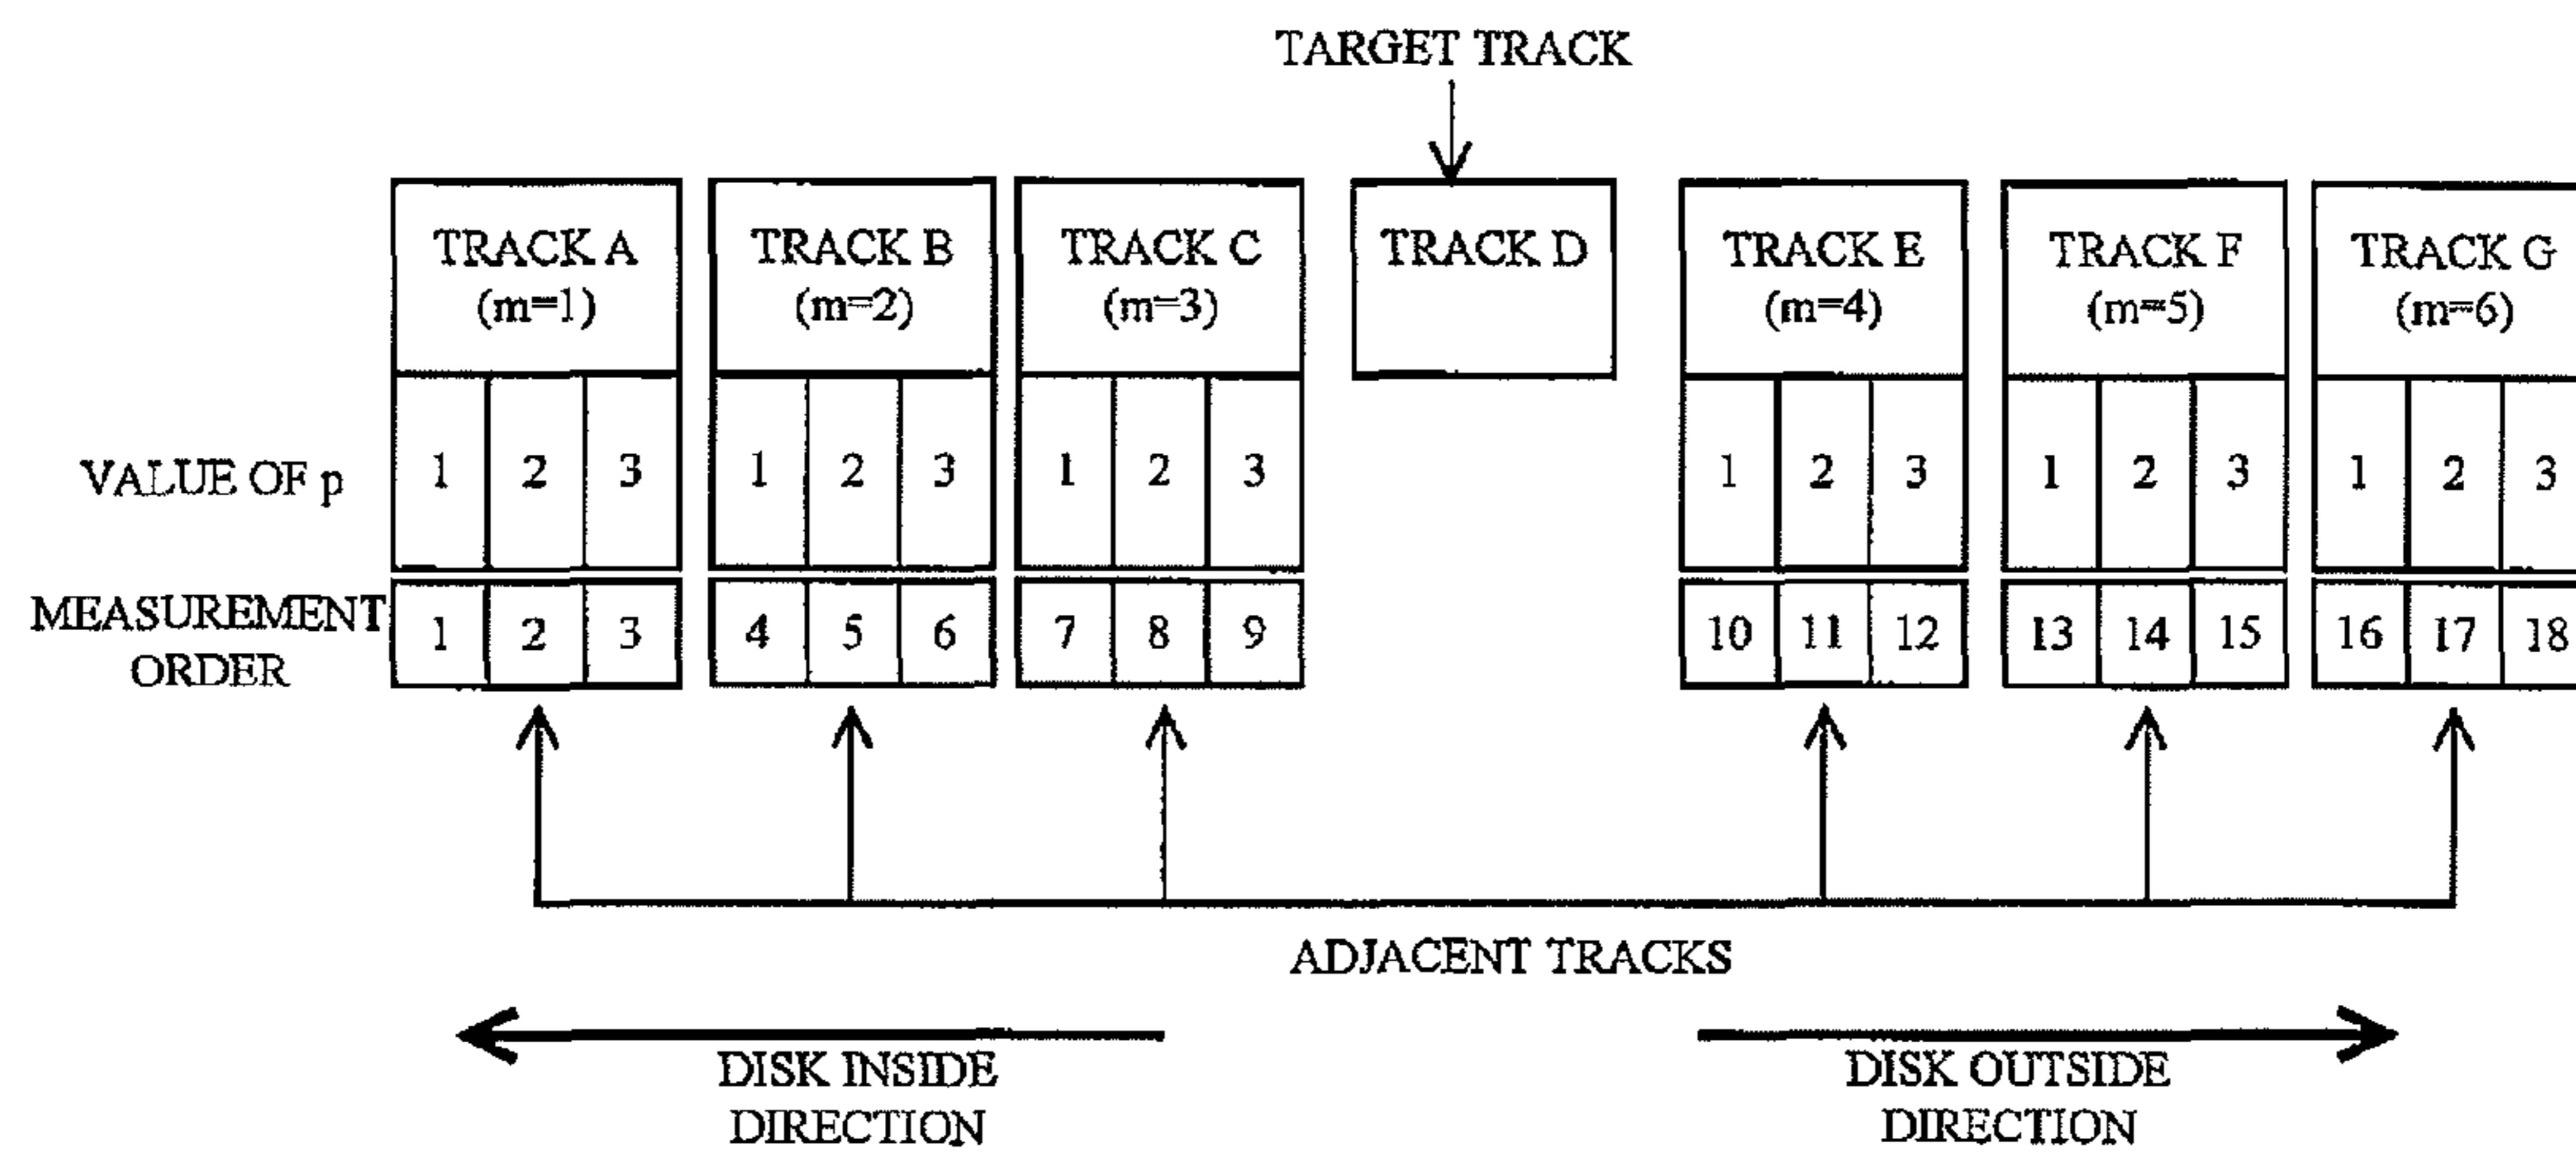 TARGET TRACK
TRACK A TRACK B TRACK C TRACK D TRACK E TRACK F TRACK G
(m=1) (m=2) (m=3) (m=4) (m=5) (m=6)
VALUE OF p 1 2 3 1 2 3 1 2 3 1 2 3 1 2 3 1 2 3
MEASUREMENT
ORDER 1 2 3 4 5 6 7 8 9 10 11 12 13 14 15 16 17 18
ADJACENT TRACKS
DISK INSIDE
DIRECTION
DISK OUTSIDE
DIRECTION